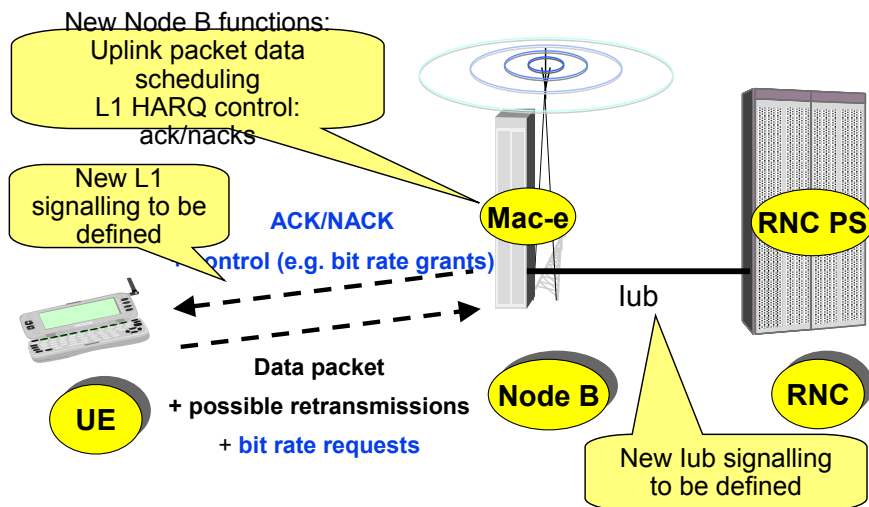 New Node B functions:
Uplink packet data
scheduling
L1 HARQ control:
ack/nacks
New L1
signalling to be
defined
ACK/NACK
control (e.g. bit rate grants)
Mac-e
RNC PS
Iub
Data packet
+ possible retransmissions
+ bit rate requests
UE
Node B
RNC
New Iub signalling
to be defined